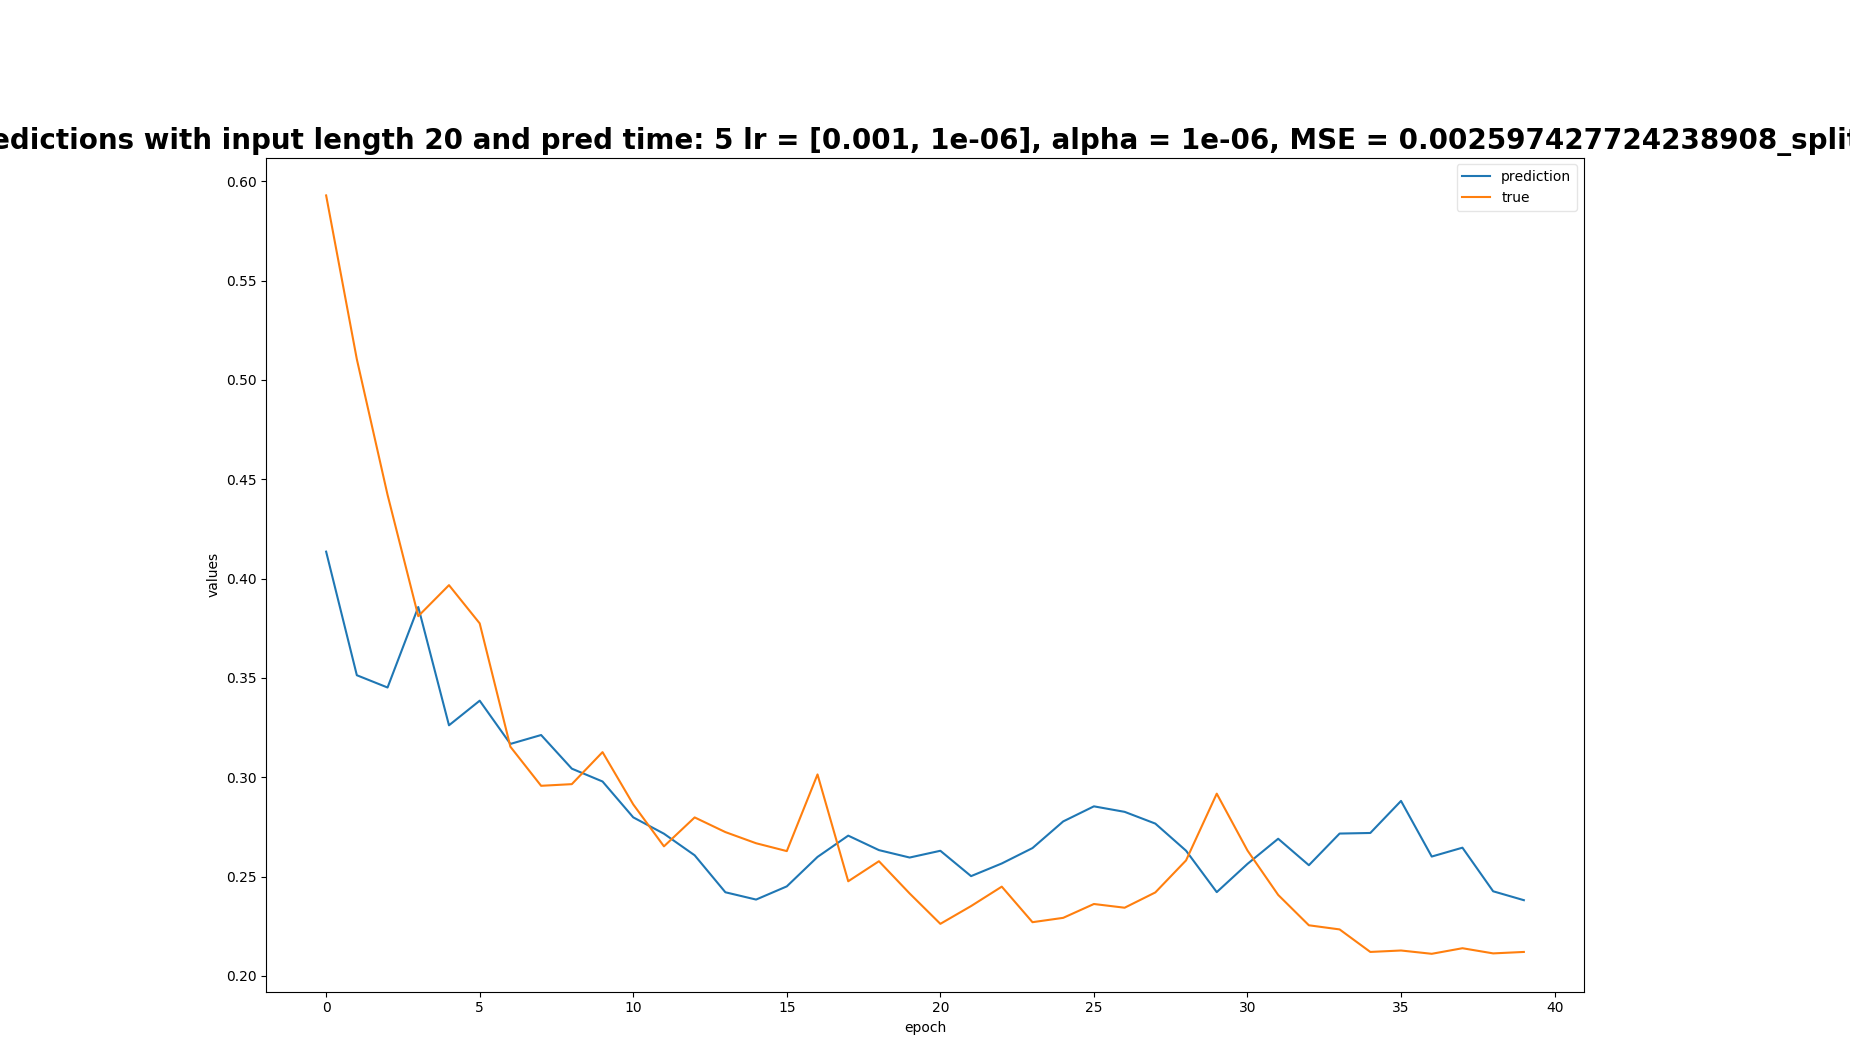 edictions with input length 20 and pred time: 5 lr = [0.001, 1e-06], alpha = 1e-06, MSE = 0.002597427724238908_split
prediction
true
0.60
0.55
0.50
0.45
0.40
0.35
0.30
0.25
0.20
values
0 5 10 15 20 25 30 35 40
epoch